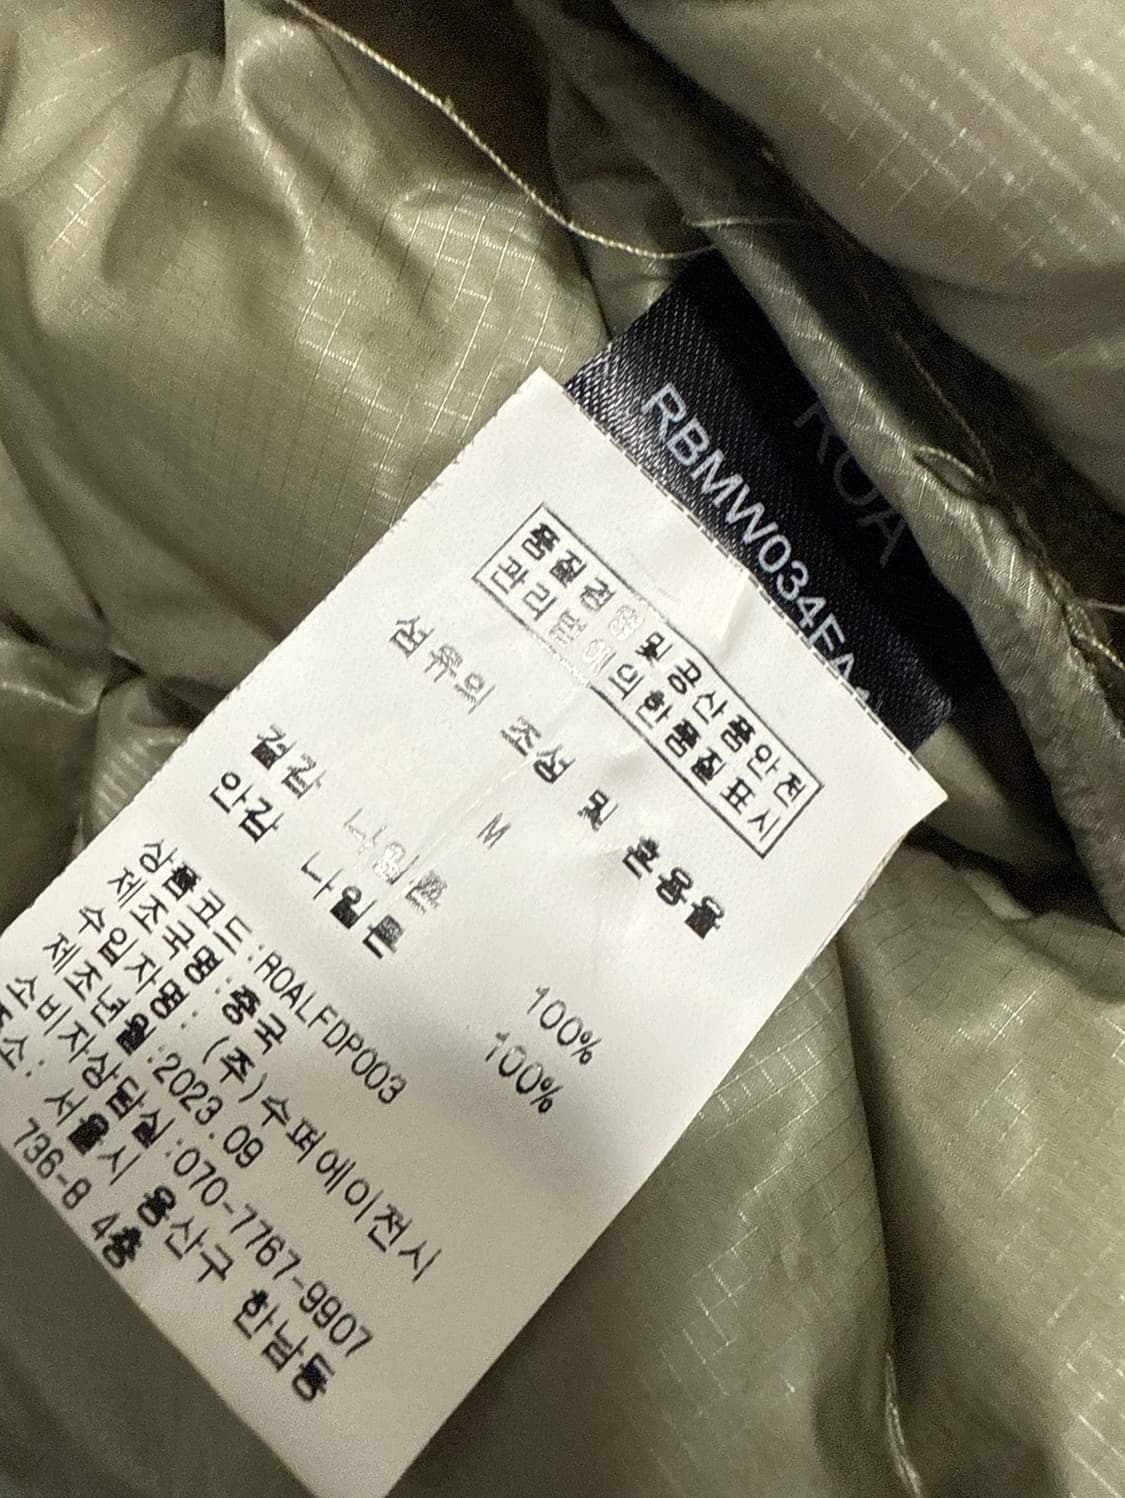 ROA
RBMW034FA1
품질경영 및 공산품안전
관리법에 의한 품질표시
섬유의 조성 및 혼용율
M
겉감 나일론 100%
안감 나일론 100%
상품코드:ROALFDP003
제조국명:중국
수입자명:(주)수퍼에이전시
제조년월:2023.09
소비자상담실:070-7767-9907
주소: 서울시 용산구 한남동
736-8 4층